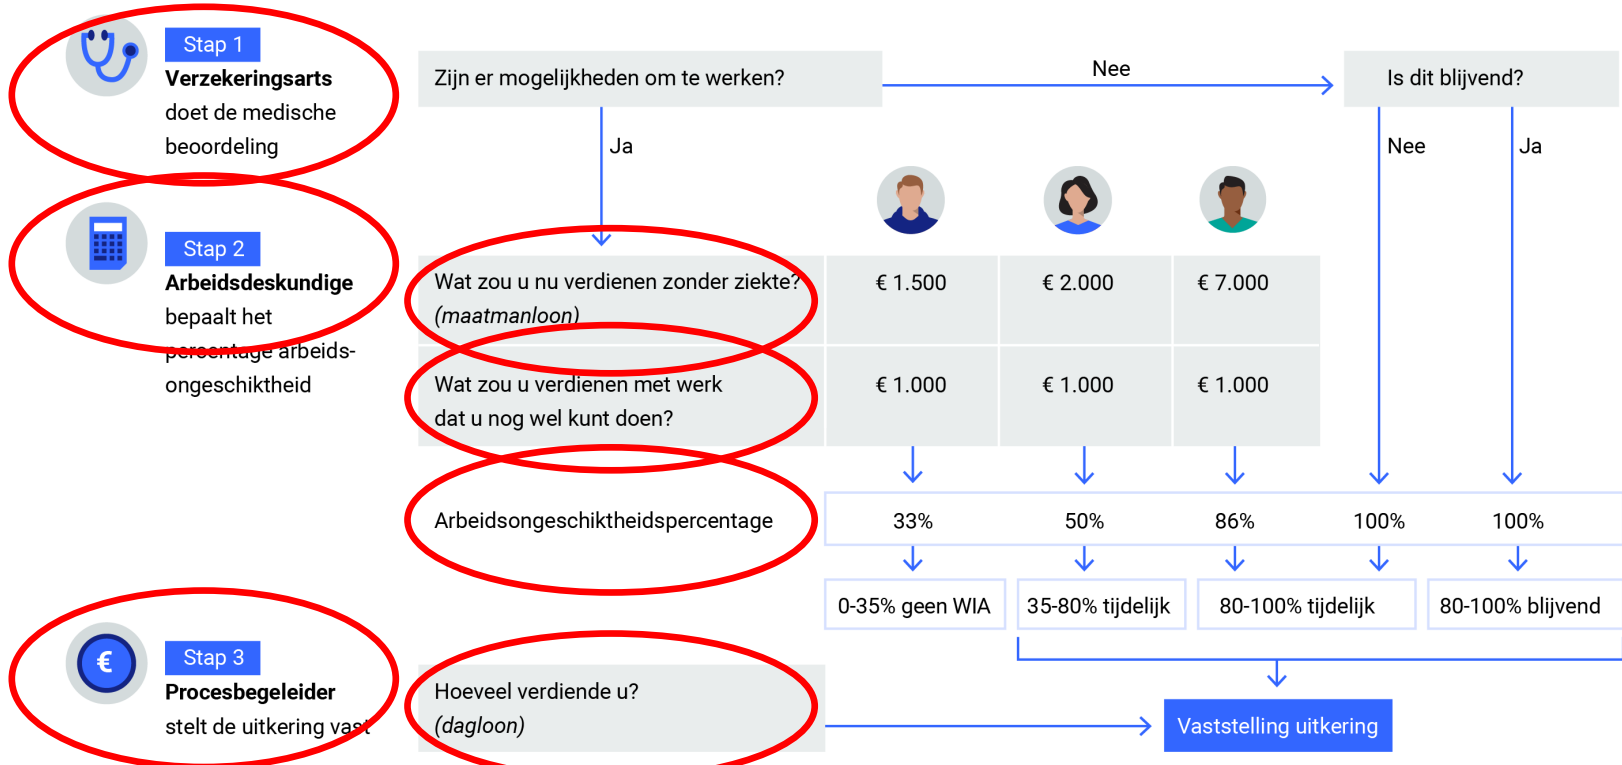 Stap 1
Verzekeringsarts
doet de medische
beoordeling
Zijn er mogelijkheden om te werken?
Nee
Is dit blijvend?
Ja
Nee
Ja
Stap 2
Arbeidsdeskundige
bepaalt het
percentage arbeids-
ongeschiktheid
Wat zou u nu verdienen zonder ziekte?
(maatmanloon)
€ 1.500
€ 2.000
€ 7.000
Wat zou u verdienen met werk
dat u nog wel kunt doen?
€ 1.000
€ 1.000
€ 1.000
Arbeidsongeschiktheidspercentage
33%
50%
86%
100%
100%
0-35% geen WIA
35-80% tijdelijk
80-100% tijdelijk
80-100% blijvend
€
Stap 3
Procesbegeleider
stelt de uitkering vast
Hoeveel verdiende u?
(dagloon)
Vaststelling uitkering